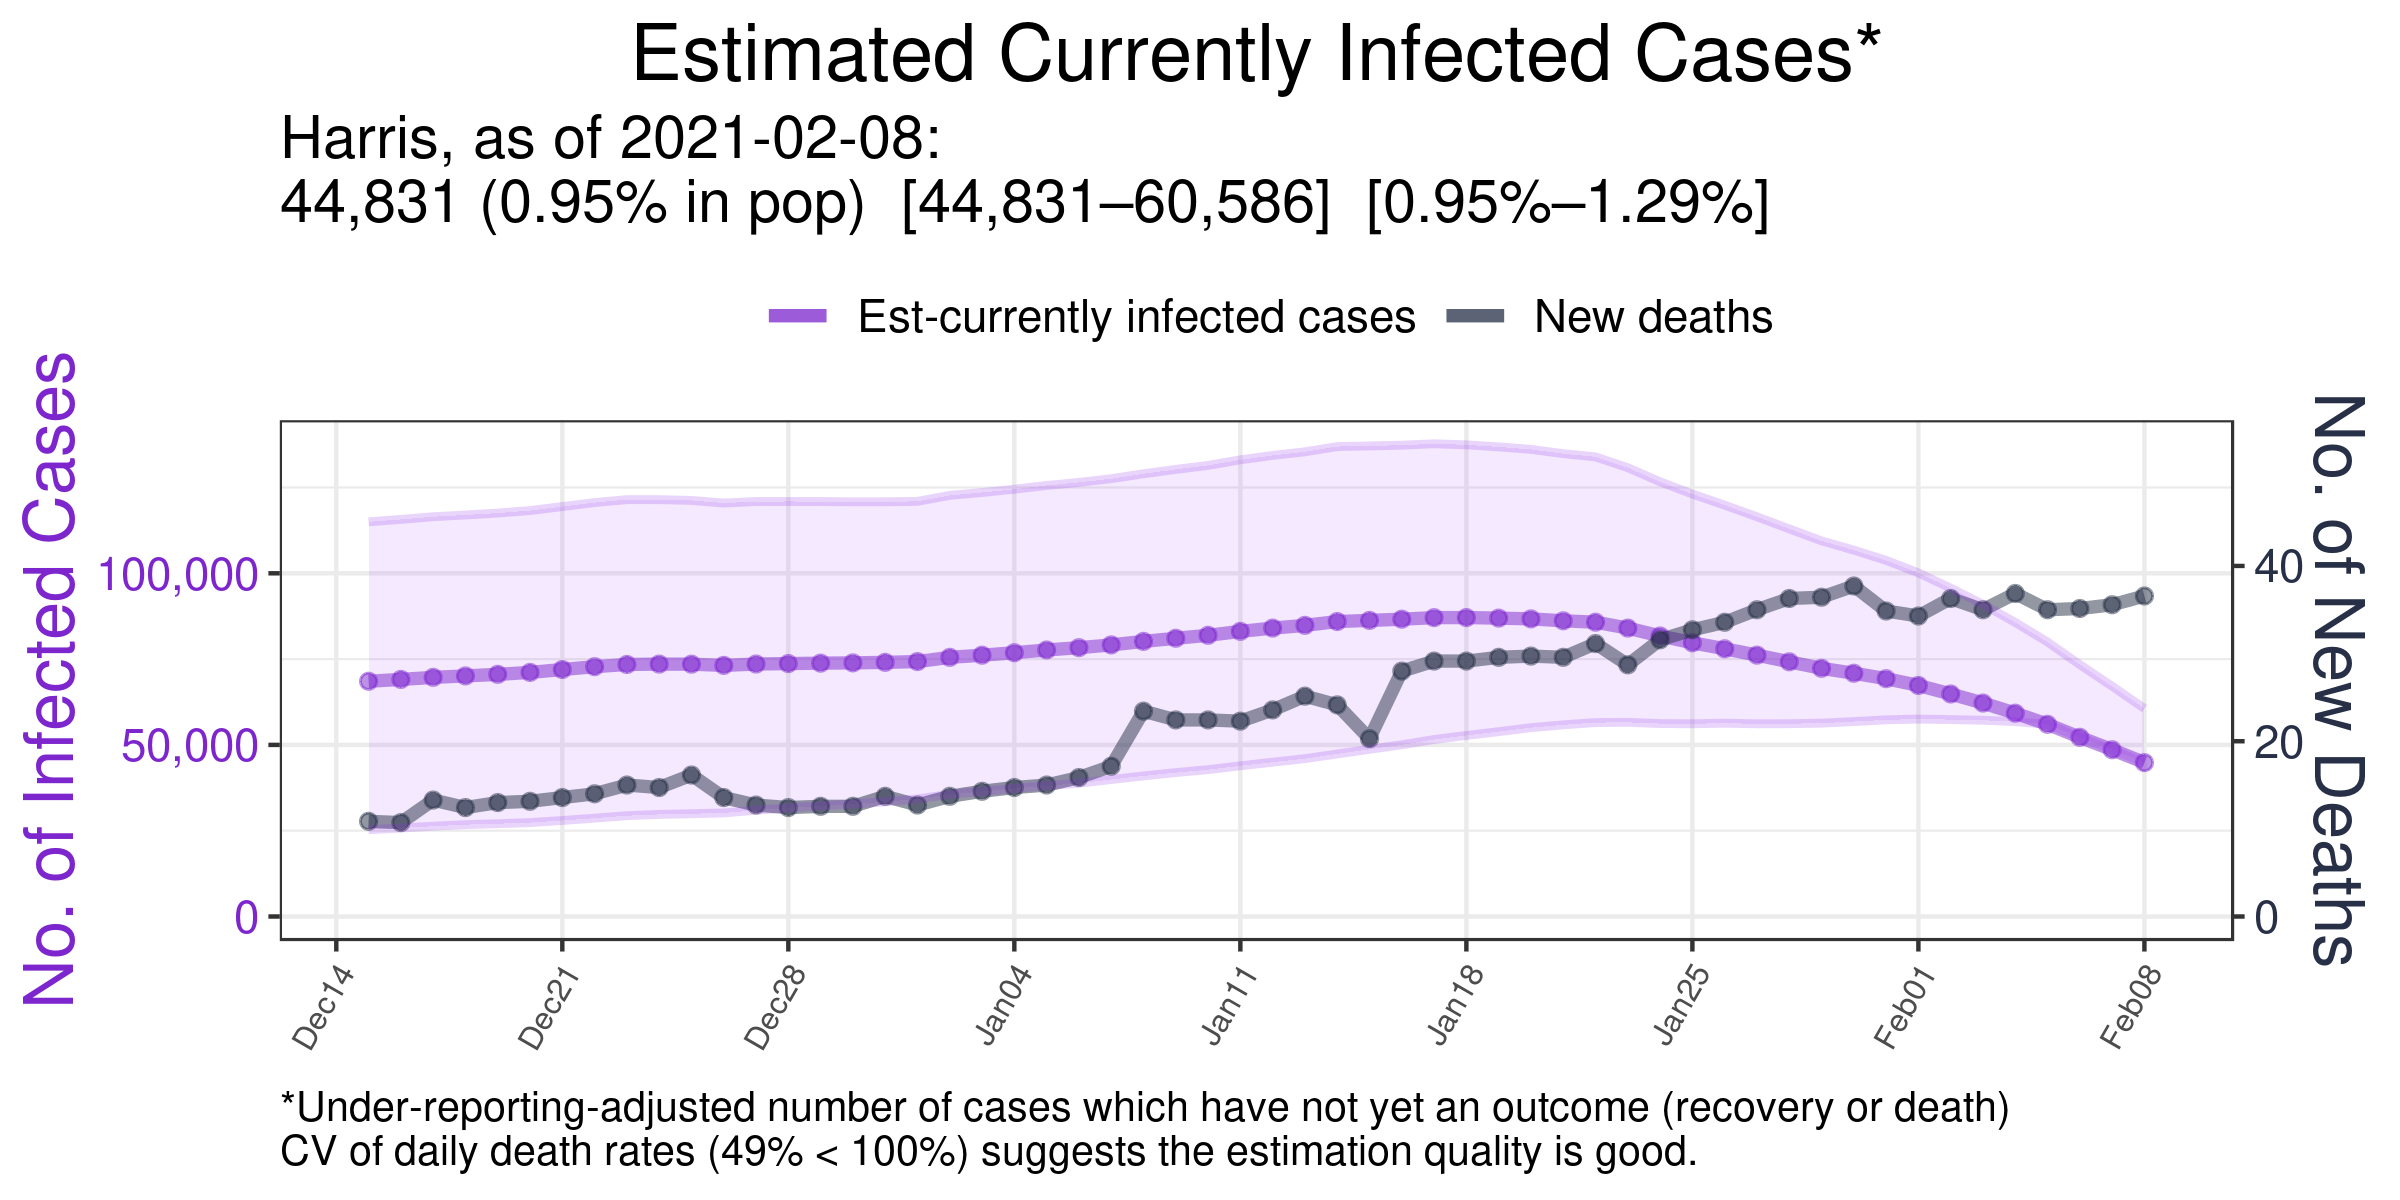 Estimated Currently Infected Cases*
Harris, as of 2021-02-08:
44,831 (0.95% in pop)  [44,831–60,586]  [0.95%–1.29%]
Est-currently infected cases
New deaths
No. of Infected Cases
100,000
50,000
0
40
20
0
No. of New Deaths
Dec14
Dec21
Dec28
Jan04
Jan11
Jan18
Jan25
Feb01
Feb08
*Under-reporting-adjusted number of cases which have not yet an outcome (recovery or death)
CV of daily death rates (49% < 100%) suggests the estimation quality is good.